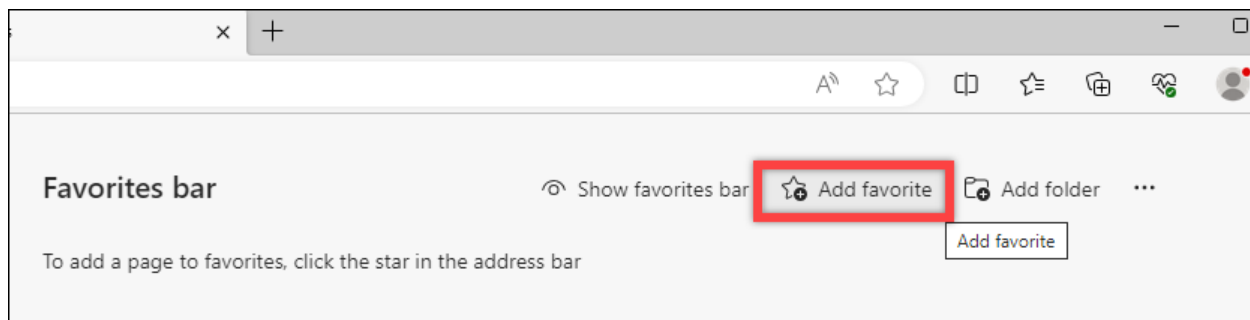 s
A
Favorites bar
Show favorites bar
Add favorite
Add folder
Add favorite
To add a page to favorites, click the star in the address bar